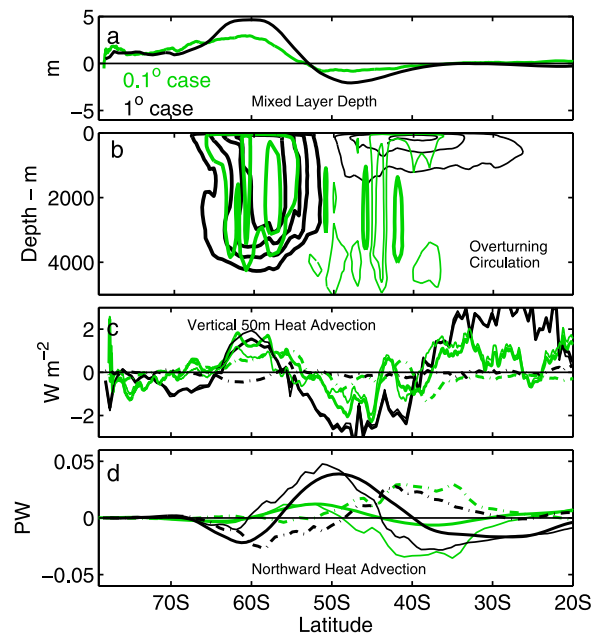 a
5
0
-5
m
0.1° case
1° case
Mixed Layer Depth
b
0
2000
4000
Depth – m
Overturning
Circulation
c
Vertical 50m Heat Advection
2
0
-2
W m-2
d
0.05
0
-0.05
PW
Northward Heat Advection
70S 60S 50S 40S 30S 20S
Latitude